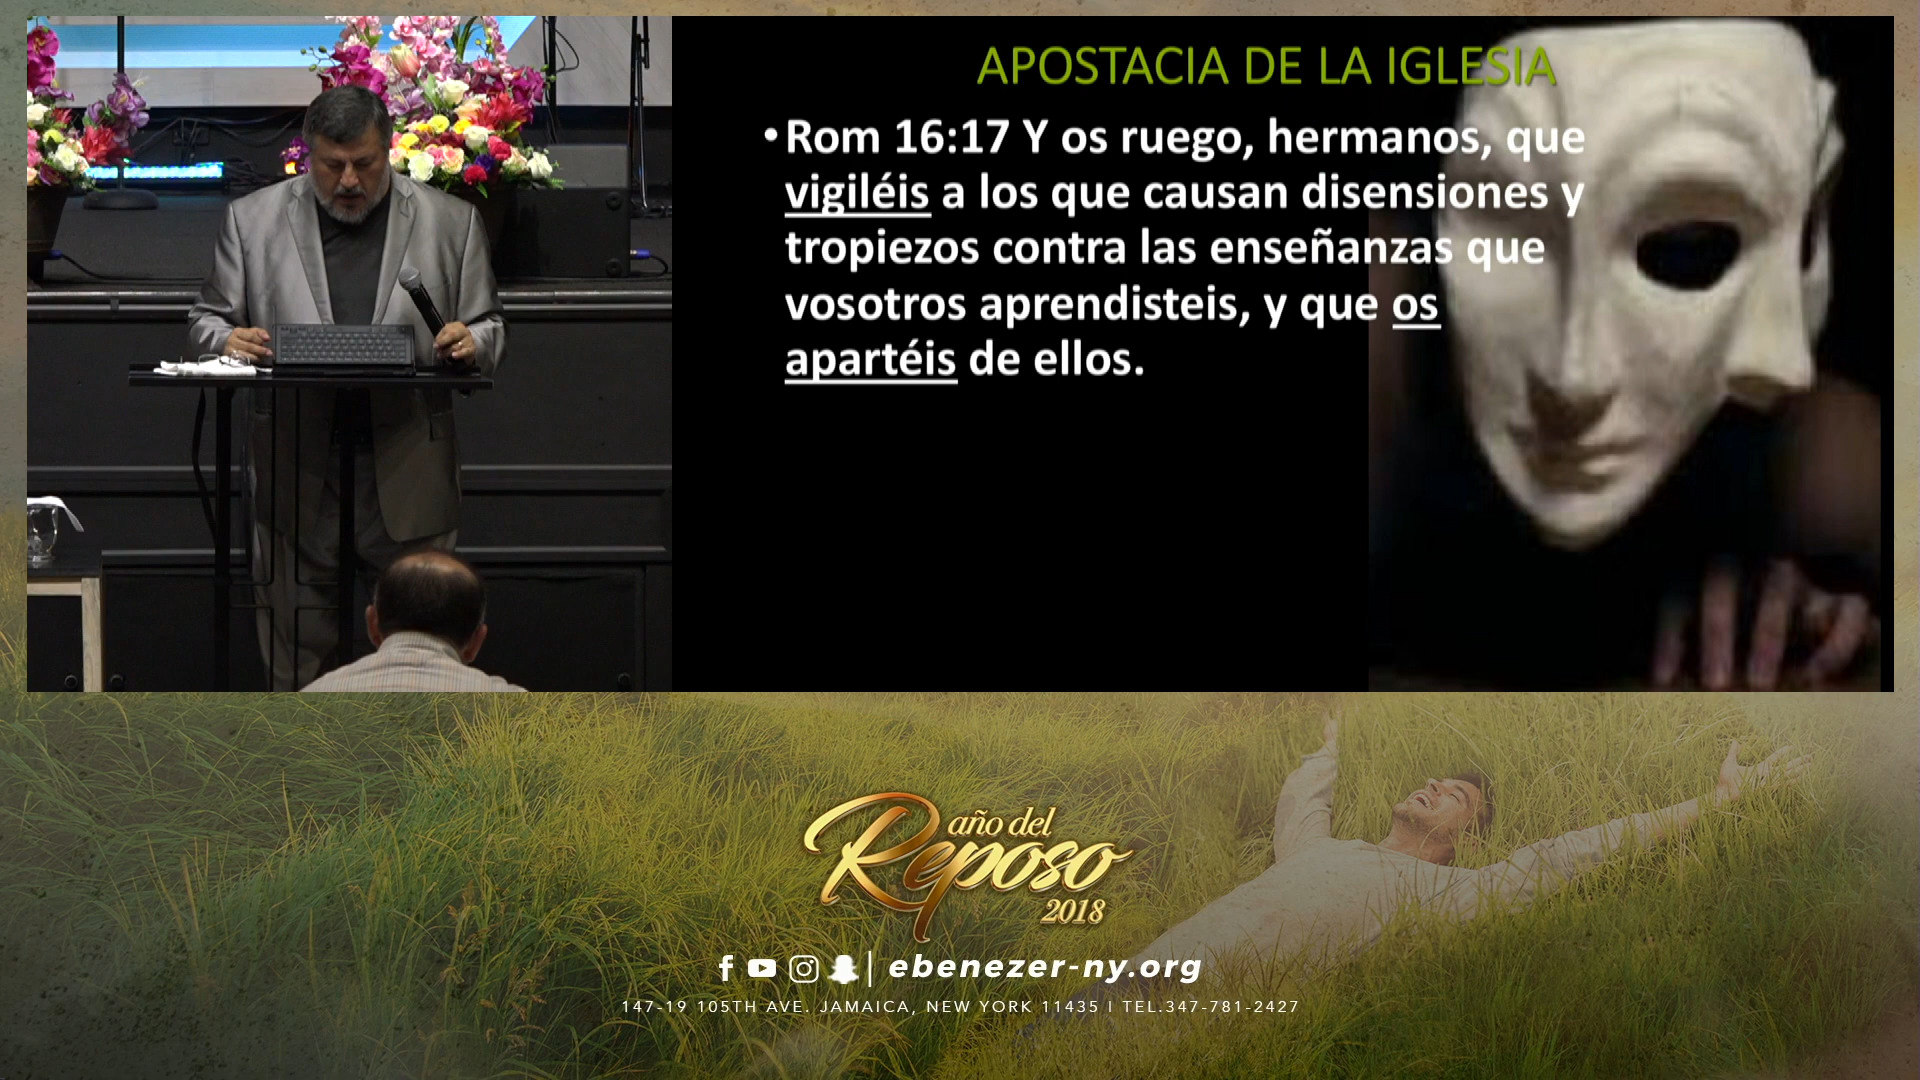 APOSTACIA DE LA IGLESIA
• Rom 16:17 Y os ruego, hermanos, que
vigiléis a los que causan disensiones y
tropiezos contra las enseñanzas que
vosotros aprendisteis, y que os
apartéis de ellos.
año del
Reposo
2018
ebenezer-ny.org
147-19 105TH AVE. JAMAICA, NEW YORK 11435 | TEL.347-781-2427